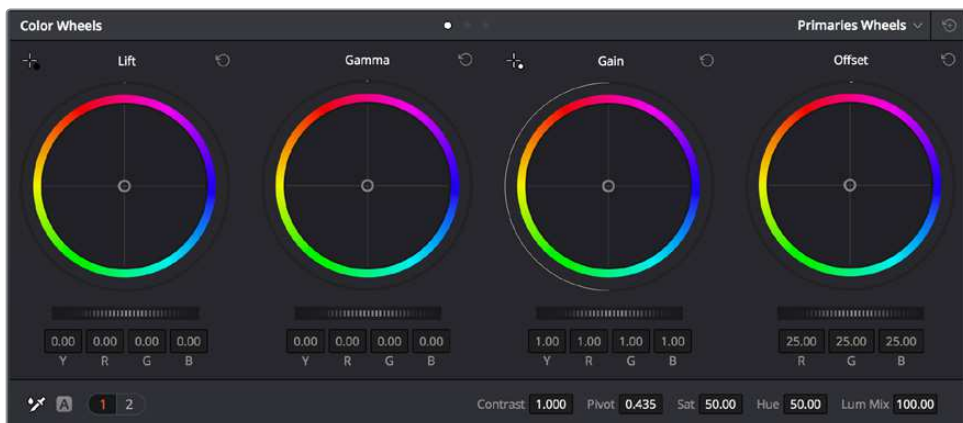 Color Wheels Primaries Wheels
Lift Gamma Gain Offset
0.00 0.00 0.00 0.00 0.00 0.00 0.00 0.00 1.00 1.00 1.00 1.00 25.00 25.00 25.00
Y R G B Y R G B Y R G B R G B
A 1 2 Contrast 1.000 Pivot 0.435 Sat 50.00 Hue 50.00 Lum Mix 100.00